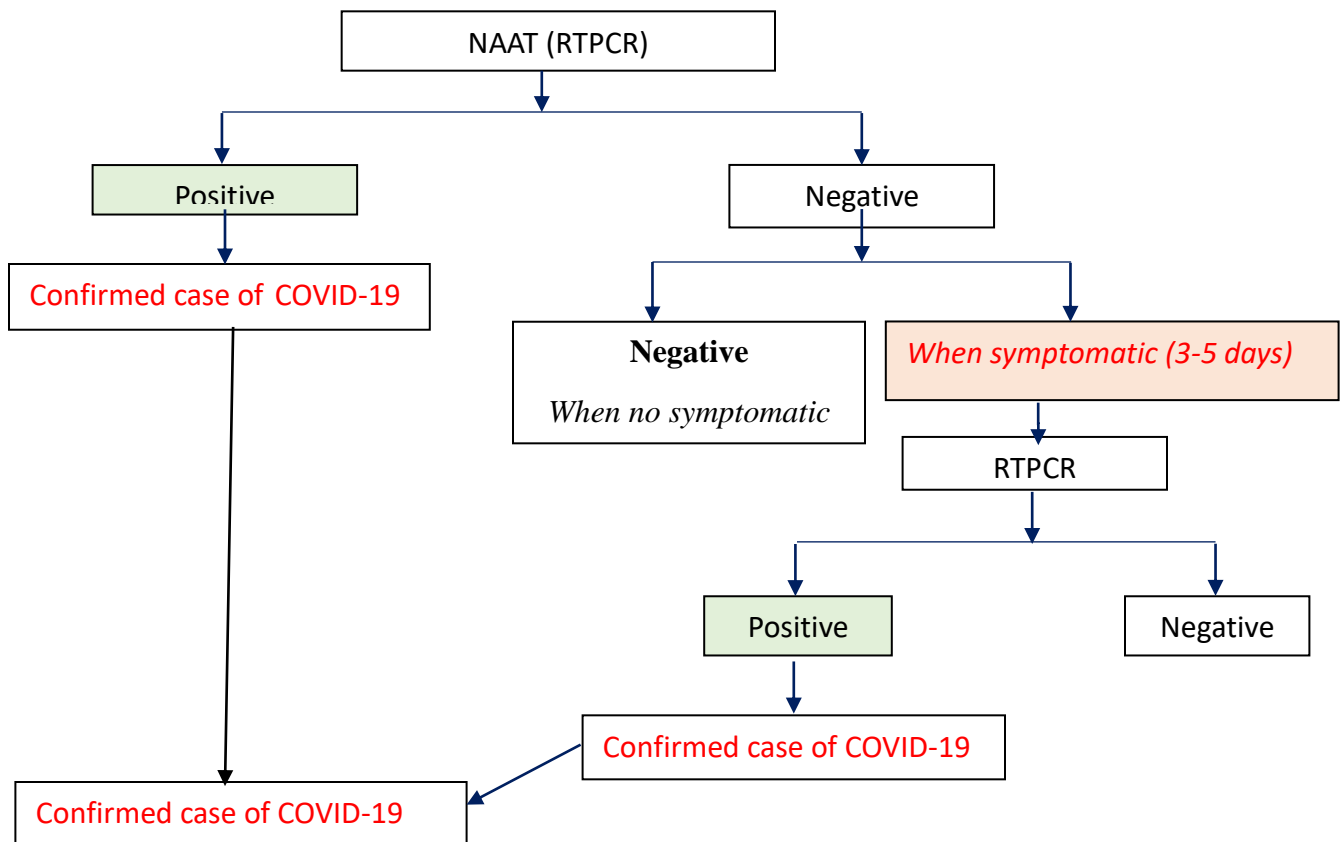 NAAT (RTPCR)
Positive
Negative
Confirmed case of COVID-19
Negative
When no symptomatic
When symptomatic (3-5 days)
RTPCR
Positive
Negative
Confirmed case of COVID-19
Confirmed case of COVID-19